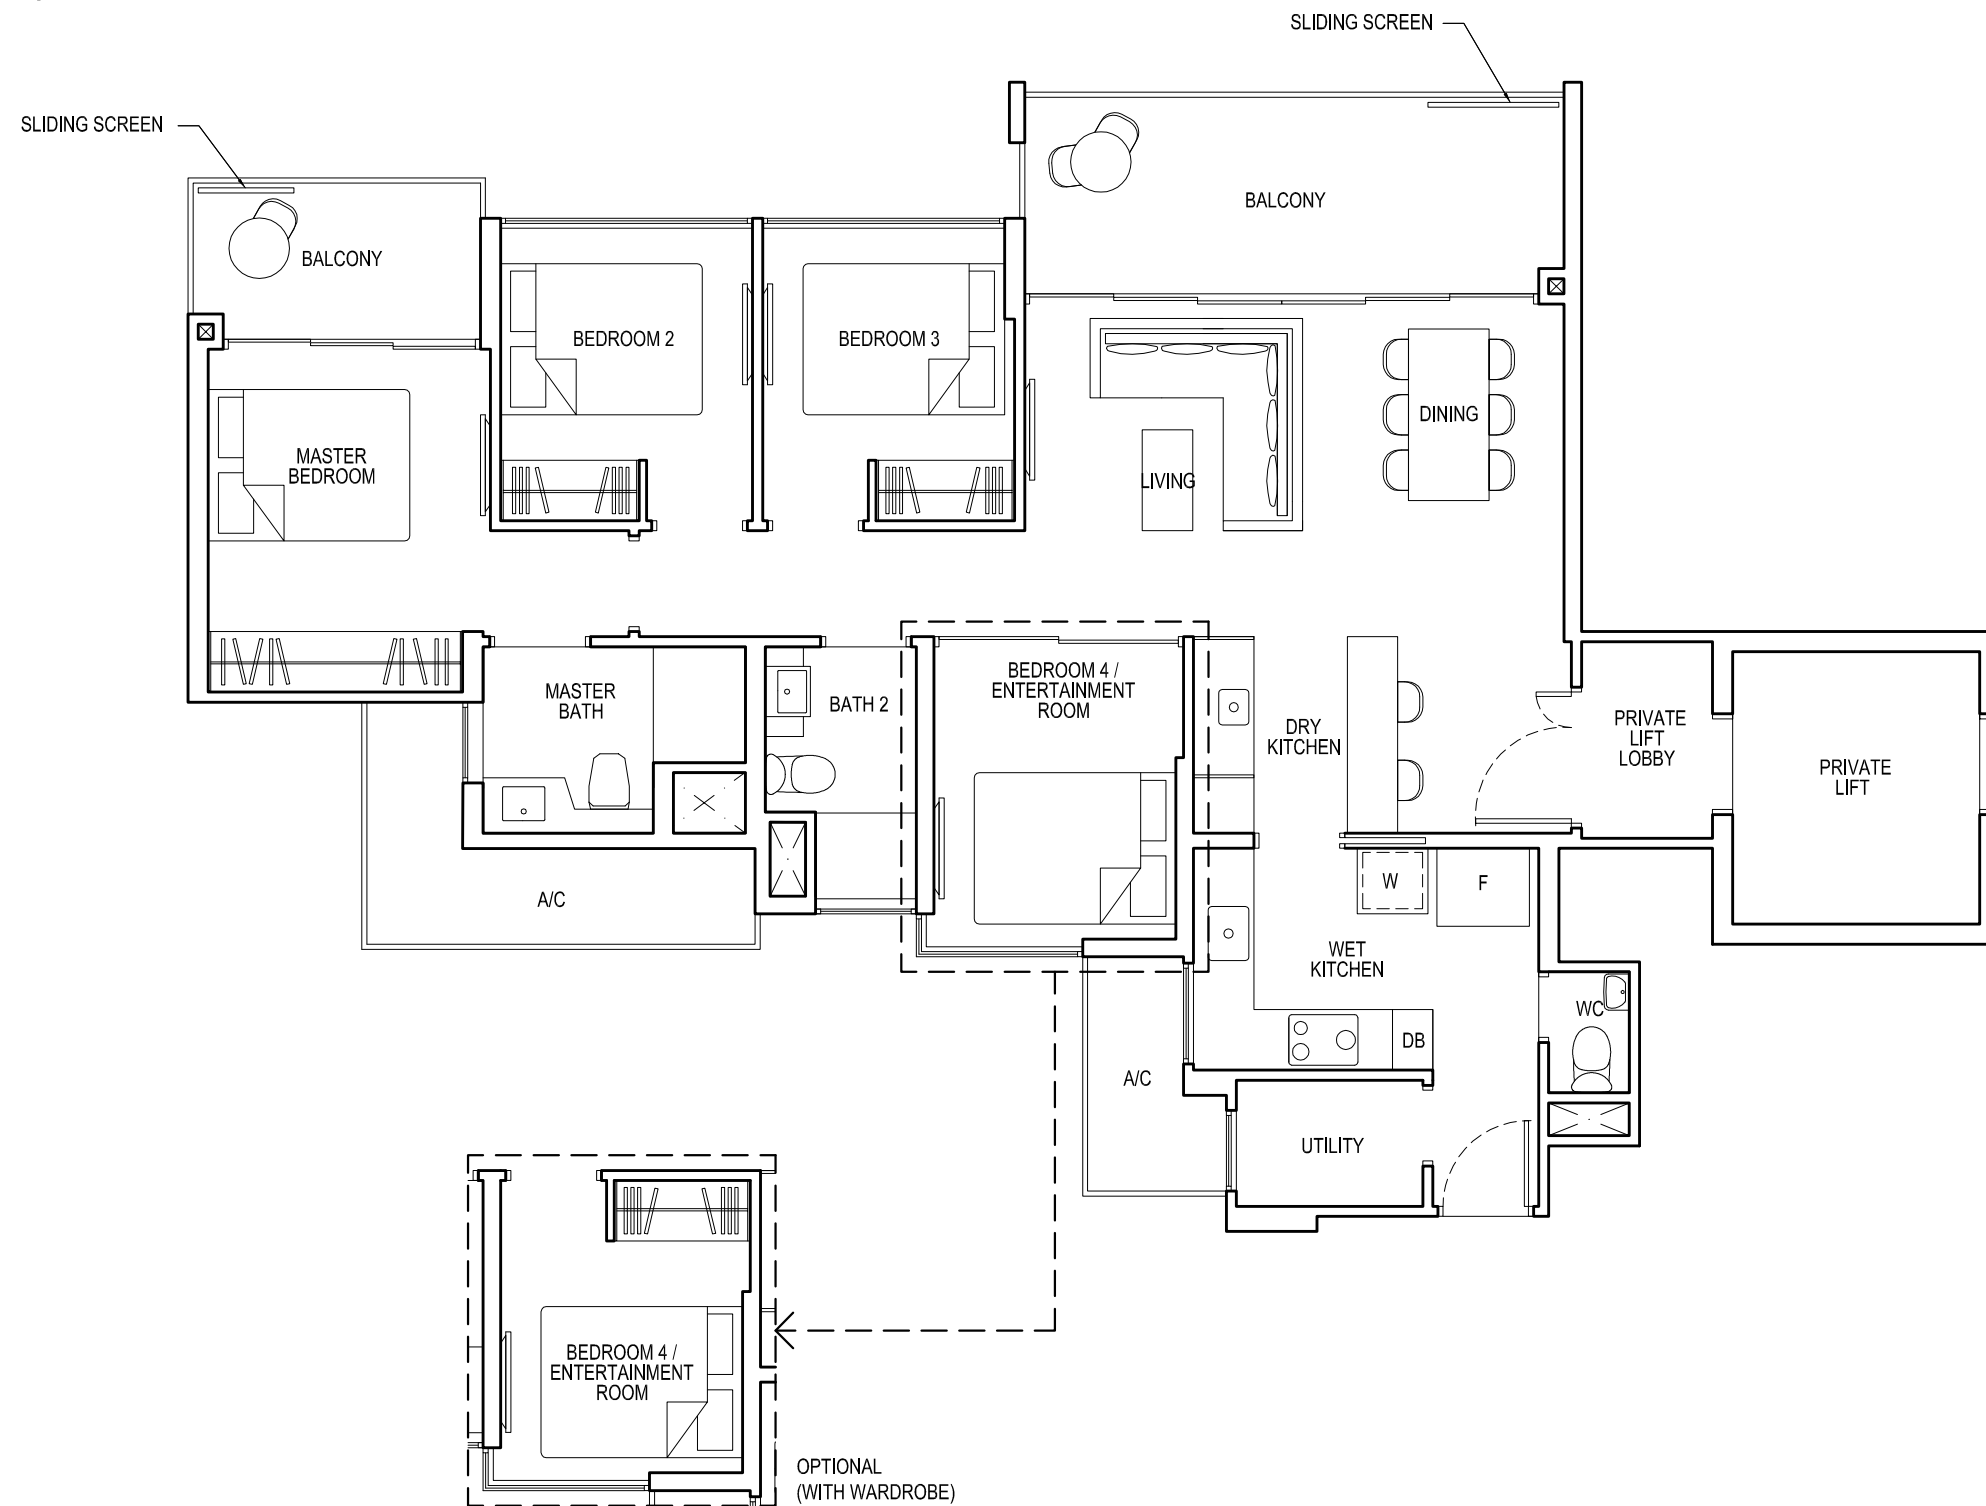 SLIDING SCREEN
SLIDING SCREEN
BALCONY
BALCONY
BEDROOM 2
BEDROOM 3
DINING
MASTER
BEDROOM
LIVING
BEDROOM 4 /
ENTERTAINMENT
ROOM
MASTER
BATH
BATH 2
DRY
KITCHEN
PRIVATE
LIFT
LOBBY
PRIVATE
LIFT
A/C
W
F
WET
KITCHEN
WC
DB
A/C
UTILITY
BEDROOM 4 /
ENTERTAINMENT
ROOM
OPTIONAL
(WITH WARDROBE)